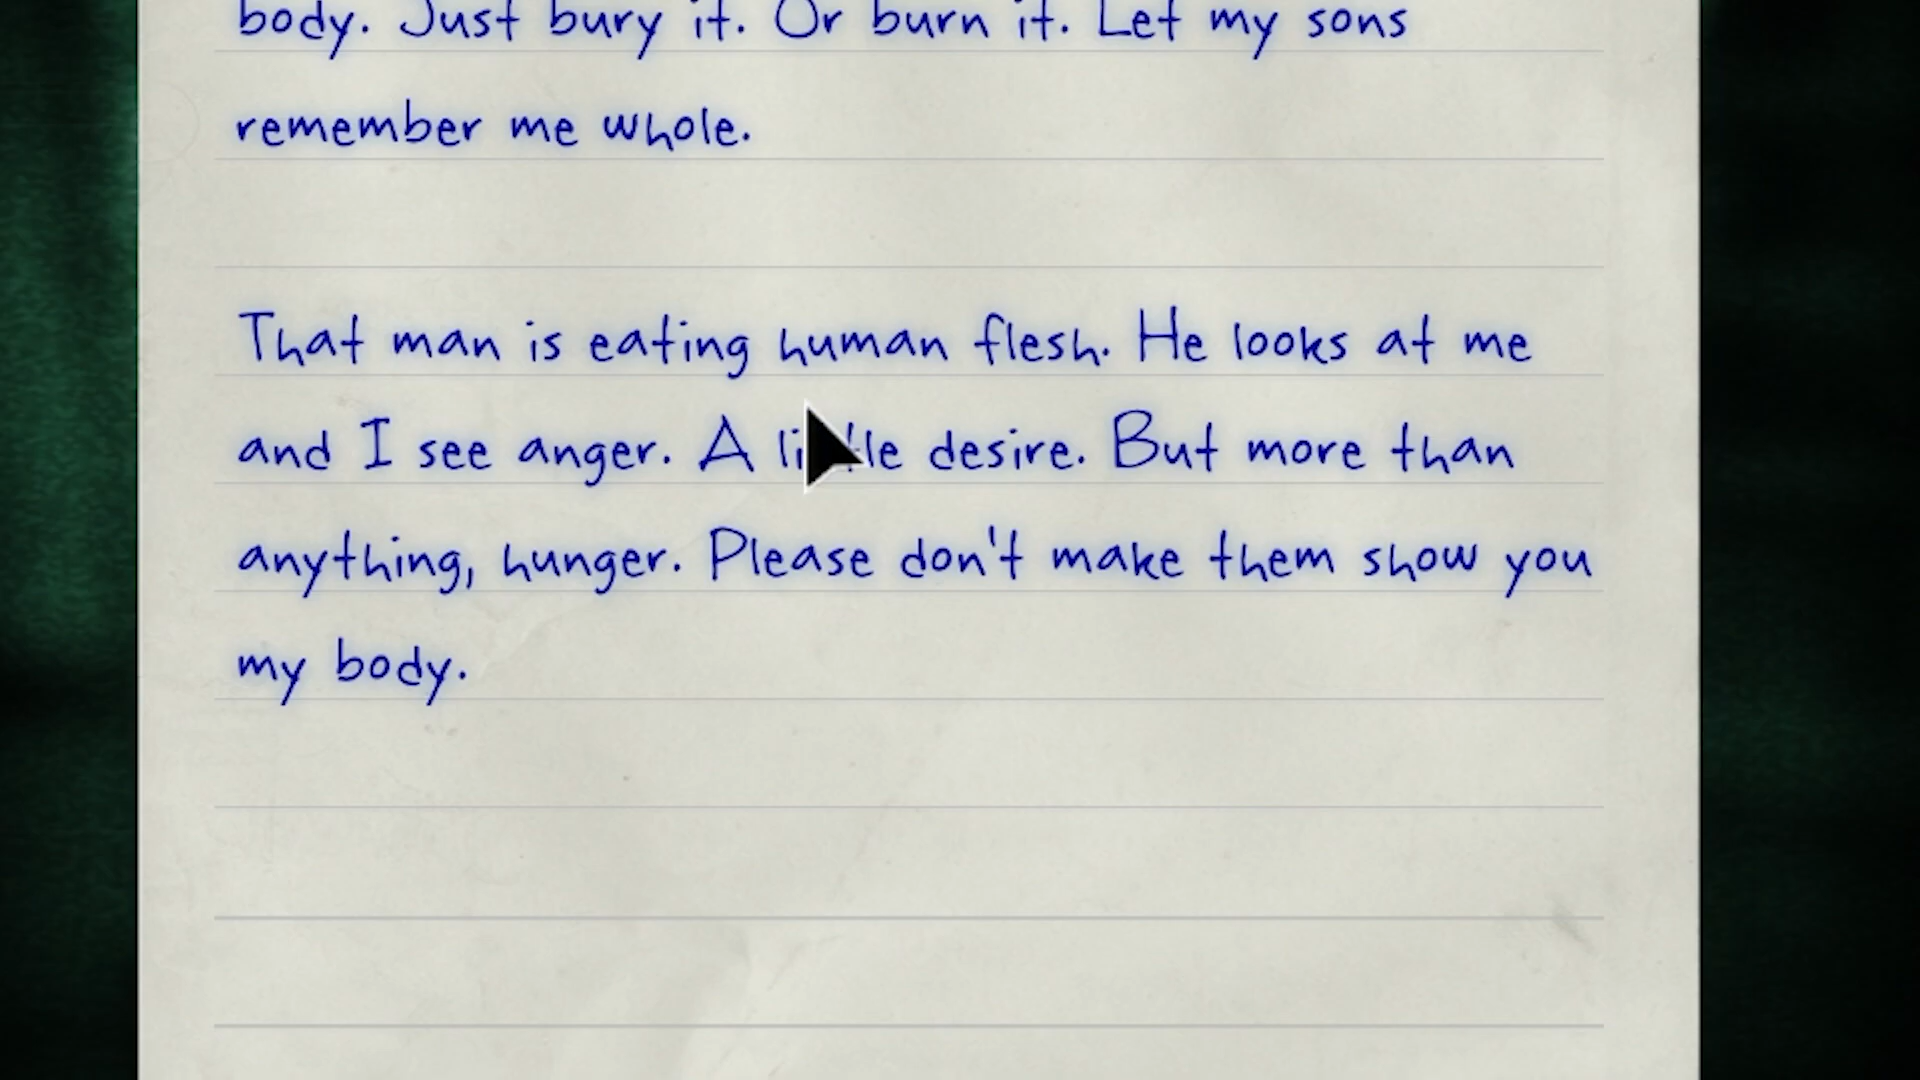 body. Just bury it. Or burn it. Let my sons
remember me whole.
That man is eating human flesh. He looks at me
and I see anger. A little desire. But more than
anything, hunger. Please don't make them show you
my body.